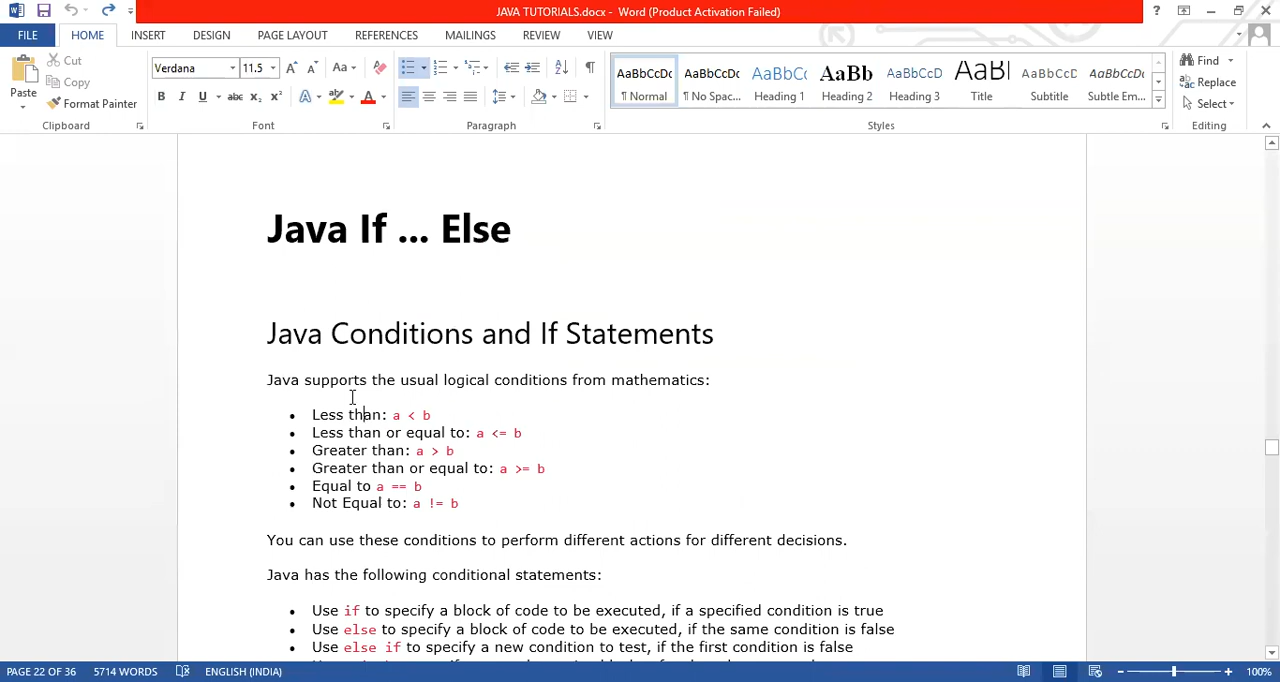 JAVA TUTORIALS.docx - Word (Product Activation Failed)
FILE HOME INSERT DESIGN PAGE LAYOUT REFERENCES MAILINGS REVIEW VIEW
Paste
Cut
Copy
Format Painter
Clipboard
Verdana 11.5
Font
Paragraph
AaBbCcDc AaBbCcDc AaBbCc AaBb AaBbCcD AaBbI AaBbCcD AaBbCcDc
¶ Normal ¶ No Spac... Heading 1 Heading 2 Heading 3 Title Subtitle Subtle Em...
Styles
Find
Replace
Select
Editing
Java If ... Else
Java Conditions and If Statements
Java supports the usual logical conditions from mathematics:
• Less than: a < b
• Less than or equal to: a <= b
• Greater than: a > b
• Greater than or equal to: a >= b
• Equal to a == b
• Not Equal to: a != b
You can use these conditions to perform different actions for different decisions.
Java has the following conditional statements:
• Use if to specify a block of code to be executed, if a specified condition is true
• Use else to specify a block of code to be executed, if the same condition is false
• Use else if to specify a new condition to test, if the first condition is false
PAGE 22 OF 36 5714 WORDS ENGLISH (INDIA) 100%